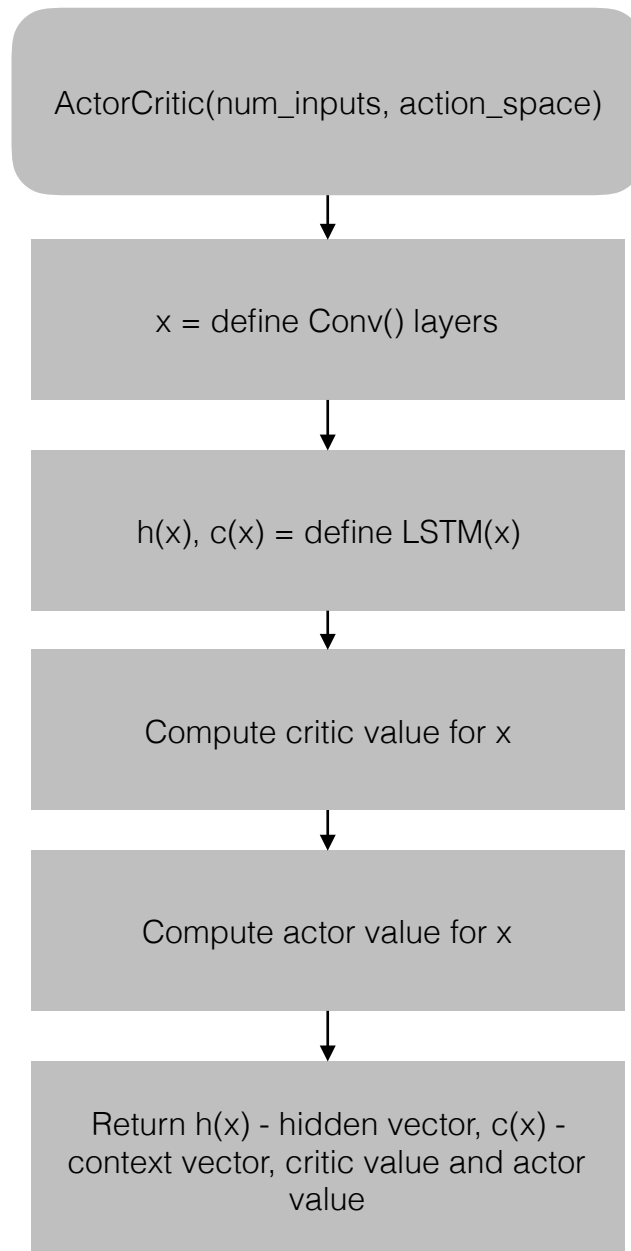 ActorCritic(num_inputs, action_space)
x = define Conv() layers
h(x), c(x) = define LSTM(x)
Compute critic value for x
Compute actor value for x
Return h(x) - hidden vector, c(x) -
context vector, critic value and actor
value